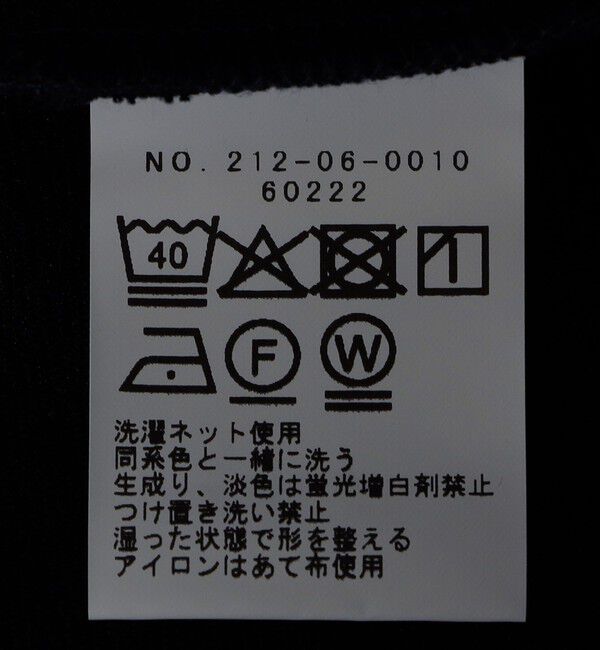 NO. 212-06-0010
60222
40
F W
洗濯ネット使用
同系色と一緒に洗う
生成り、淡色は蛍光増白剤禁止
つけ置き洗い禁止
湿った状態で形を整える
アイロンはあて布使用